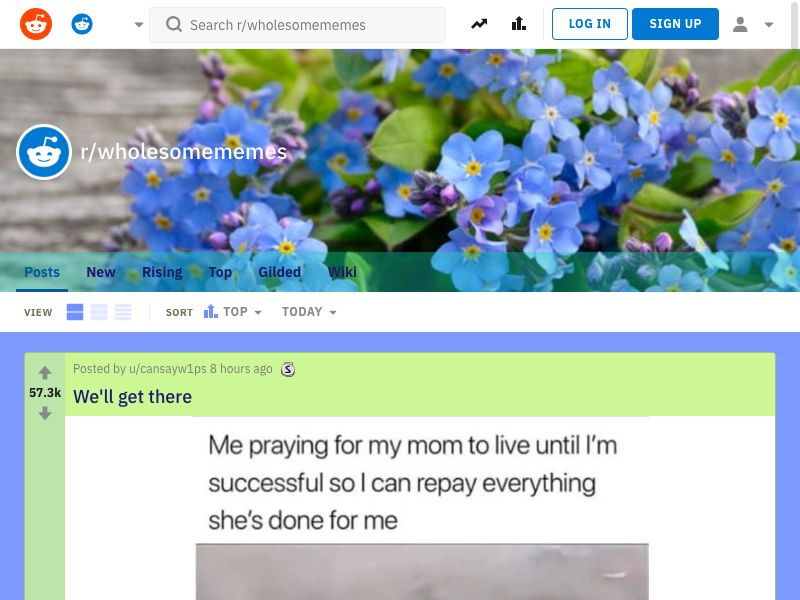 Search r/wholesomememes
LOG IN
SIGN UP
r/wholesomememes
Posts
New
Rising
Top
Gilded
Wiki
VIEW
SORT
TOP
TODAY
Posted by u/cansayw1ps 8 hours ago
S
57.3k
We'll get there
Me praying for my mom to live until I'm
successful so I can repay everything
she's done for me